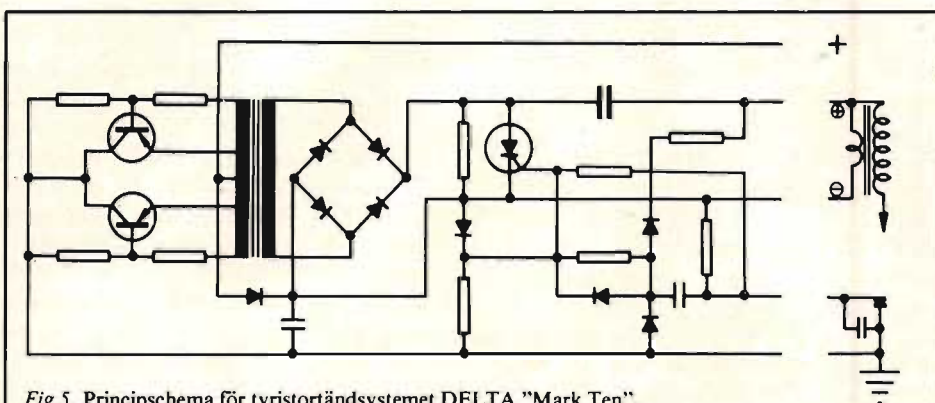 +
⊕
⊖
Fig 5. Principschema för tyristortändsystemet DELTA "Mark Ten".